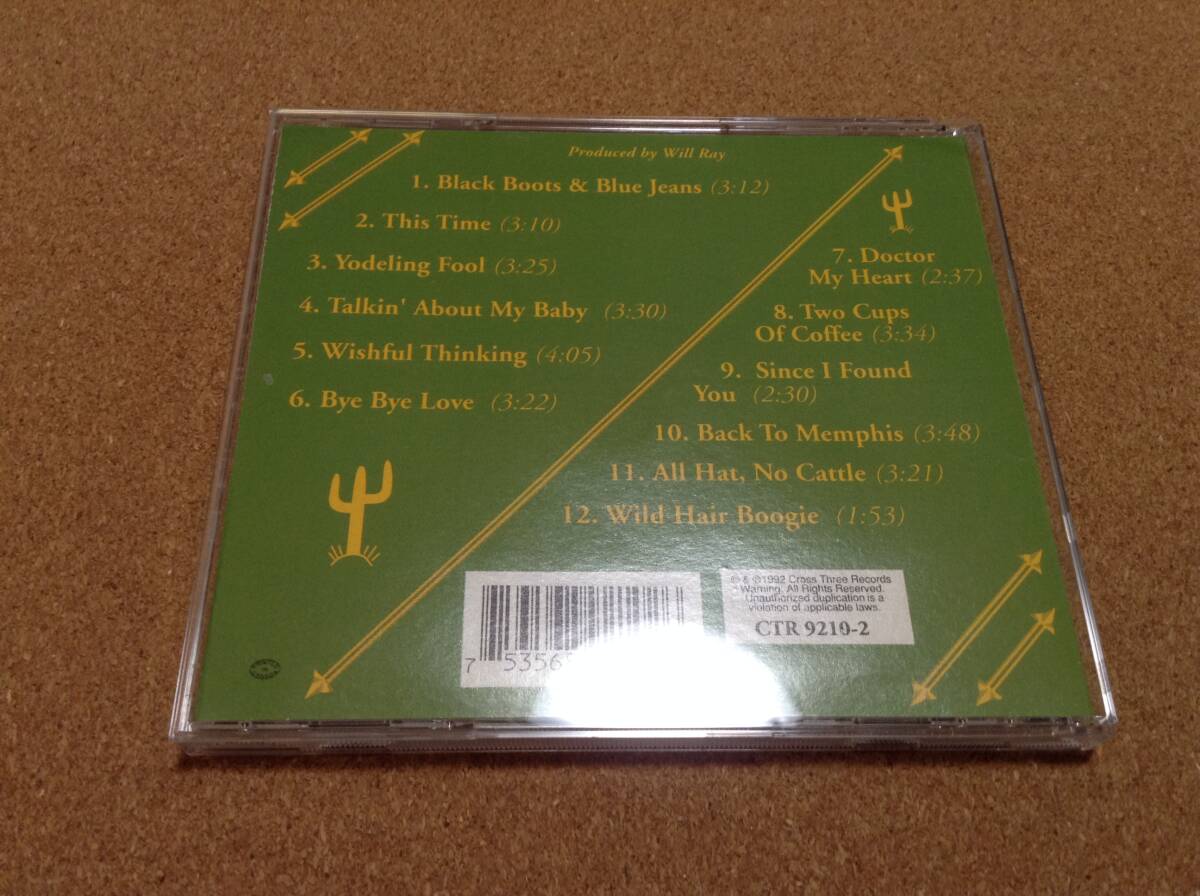 Produced by Will Ray
1. Black Boots & Blue Jeans (3:12)
2. This Time (3:10)
3. Yodeling Fool (3:25)
4. Talkin' About My Baby (3:30)
5. Wishful Thinking (4:05)
6. Bye Bye Love (3:22)
7. Doctor
My Heart (2:37)
8. Two Cups
Of Coffee (3:34)
9. Since I Found
You (2:30)
10. Back To Memphis (3:48)
11. All Hat, No Cattle (3:21)
12. Wild Hair Boogie (1:53)
7 5356
© & ℗1992 Cross Three Records
Warning: All Rights Reserved.
Unauthorized duplication is a
violation of applicable laws.
CTR 9210-2